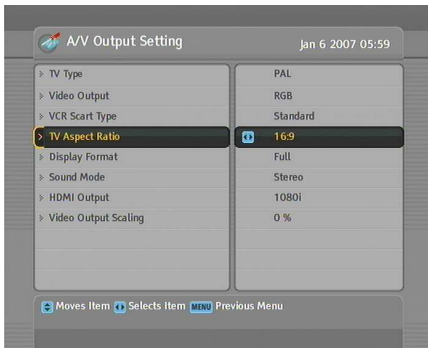 A/V Output Setting
Jan 6 2007 05:59
TV Type PAL
Video Output RGB
VCR Scart Type Standard
TV Aspect Ratio 16:9
Display Format Full
Sound Mode Stereo
HDMI Output 1080i
Video Output Scaling 0 %
Moves Item Selects Item MENU Previous Menu